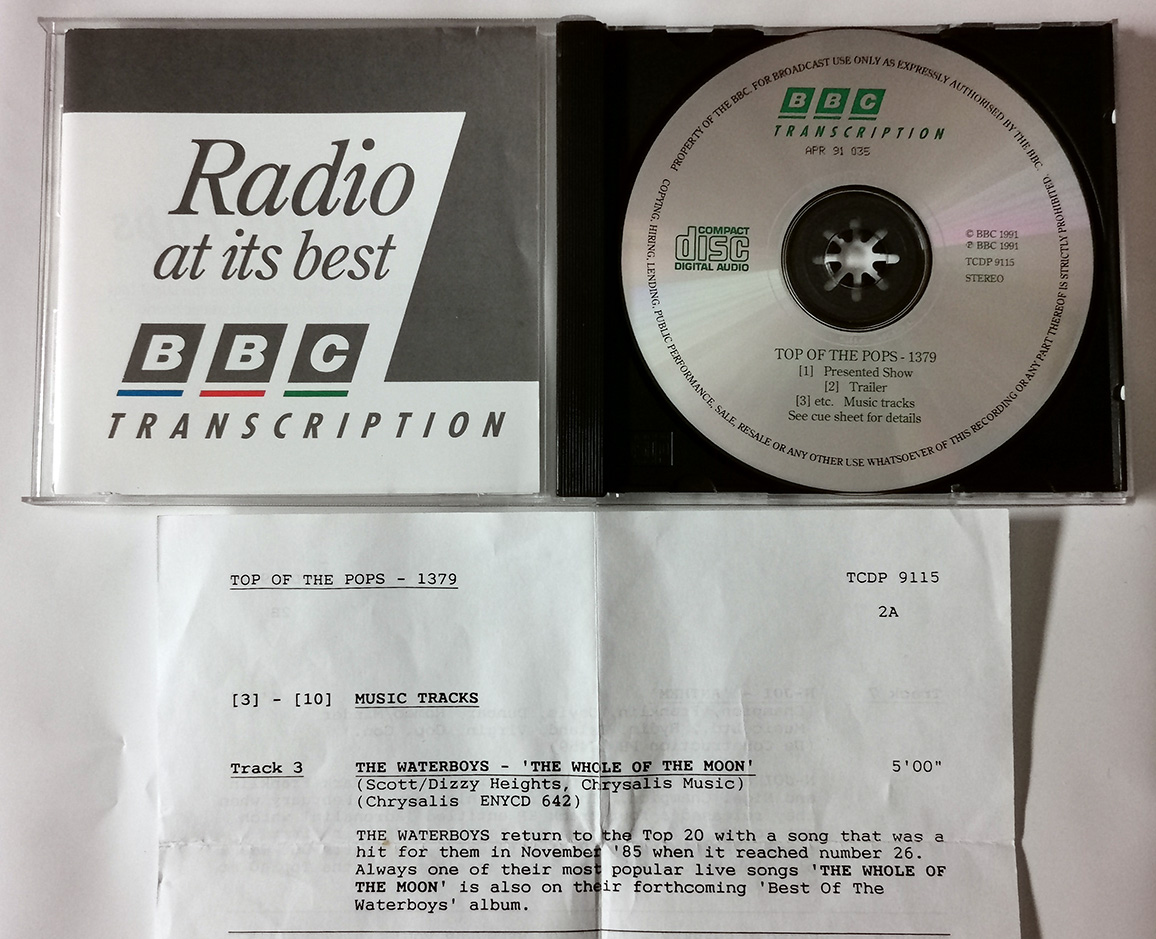 Radio
at its best
BBC
TRANSCRIPTION
PROPERTY OF THE BBC. FOR BROADCAST USE ONLY AS EXPRESSLY AUTHORISED BY THE BBC.
COPYING, HIRING, LENDING, PUBLIC PERFORMANCE, SALE, RESALE OR ANY OTHER USE WHATSOEVER OF THIS RECORDING OR ANY PART THEREOF IS STRICTLY PROHIBITED.
BBC
TRANSCRIPTION
APR 91 035
COMPACT
disc
DIGITAL AUDIO
© BBC 1991
℗ BBC 1991
TCDP 9115
STEREO
TOP OF THE POPS - 1379
[1] Presented Show
[2] Trailer
[3] etc. Music tracks
See cue sheet for details
TOP OF THE POPS - 1379 TCDP 9115
2A
[3] - [10] MUSIC TRACKS
Track 3 THE WATERBOYS - 'THE WHOLE OF THE MOON' 5'00"
(Scott/Dizzy Heights, Chrysalis Music)
(Chrysalis ENYCD 642)
THE WATERBOYS return to the Top 20 with a song that was a
hit for them in November '85 when it reached number 26.
Always one of their most popular live songs 'THE WHOLE OF
THE MOON' is also on their forthcoming 'Best Of The
Waterboys' album.